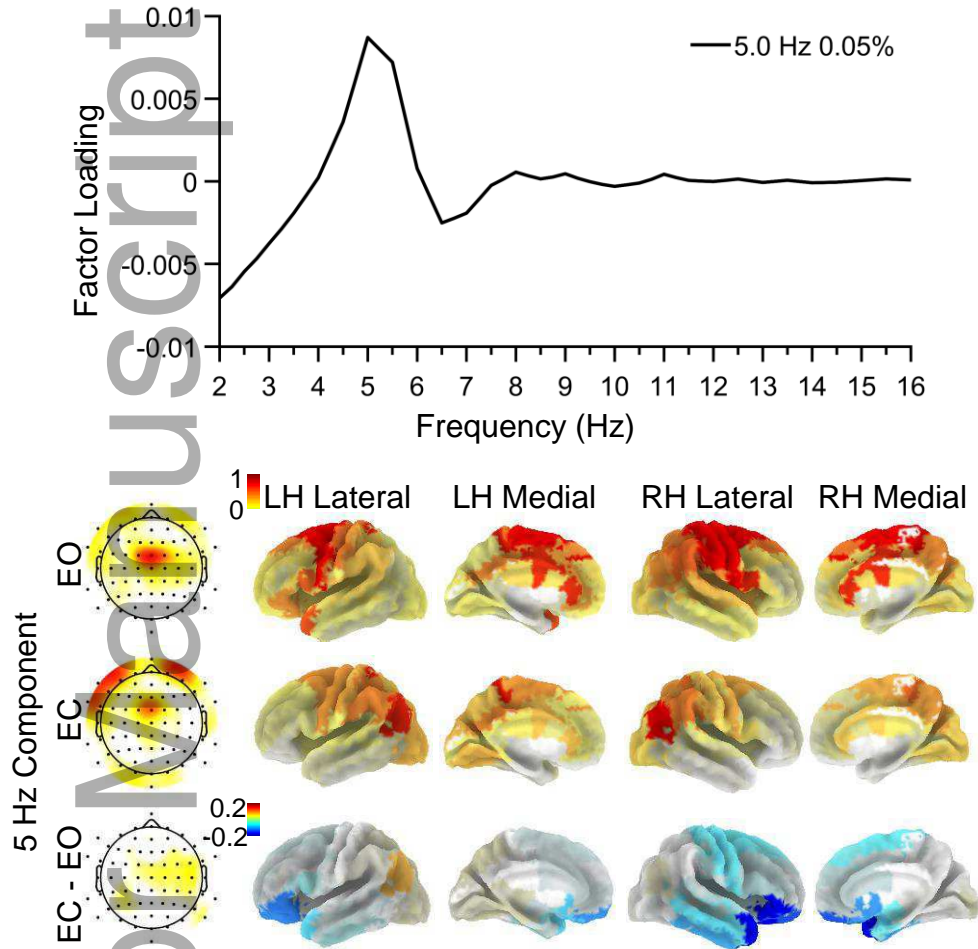 0.01
0.005
0
-0.005
-0.01
Factor Loading
5.0 Hz 0.05%
2 3 4 5 6 7 8 9 10 11 12 13 14 15 16
Frequency (Hz)
1
0
LH Lateral LH Medial RH Lateral RH Medial
5 Hz Component
EO
EC
0.2
-0.2
EC - EO
Manuscript